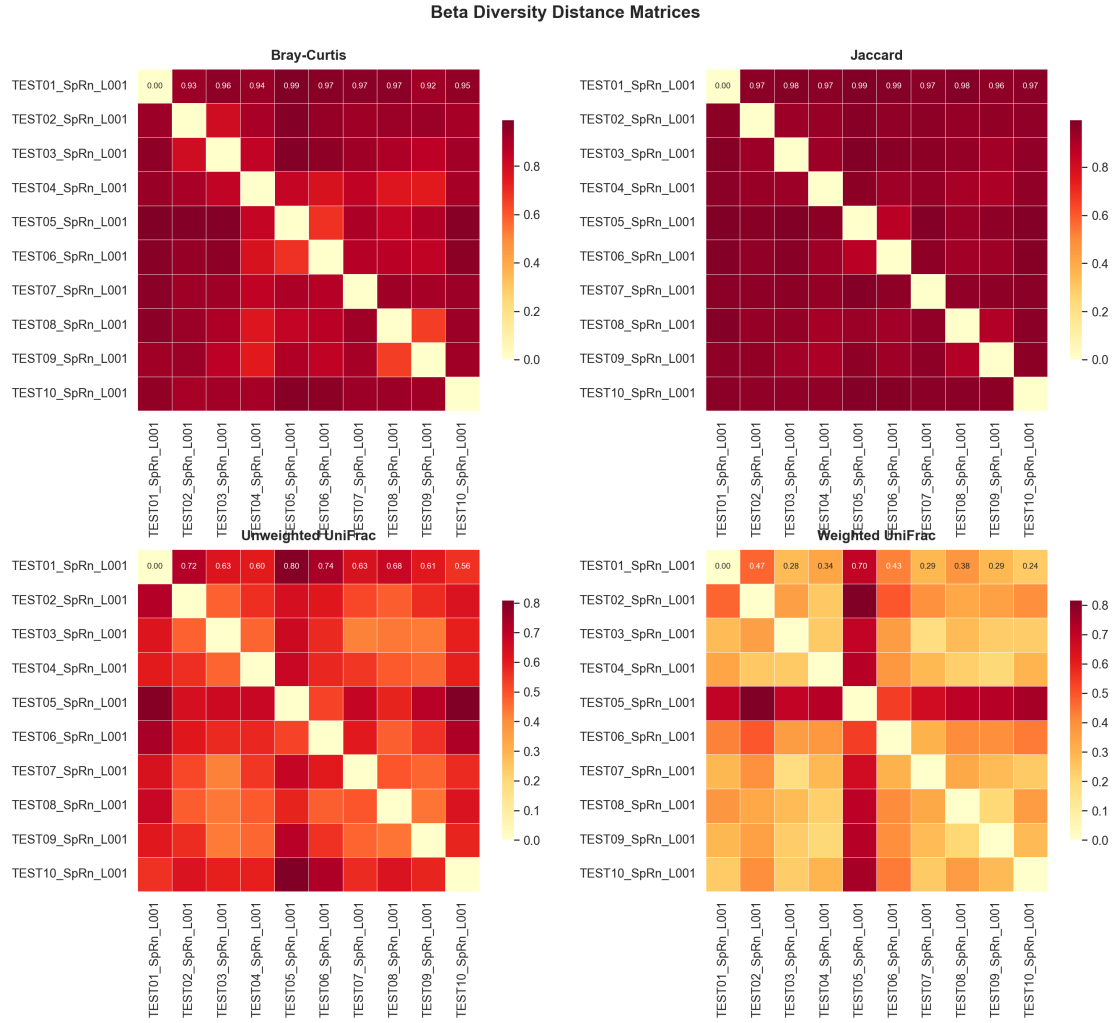 Beta Diversity Distance Matrices
Bray-Curtis
TEST01_SpRn_L001
0.00 0.93 0.96 0.94 0.99 0.97 0.97 0.97 0.92 0.95
TEST02_SpRn_L001
TEST03_SpRn_L001
TEST04_SpRn_L001
TEST05_SpRn_L001
TEST06_SpRn_L001
TEST07_SpRn_L001
TEST08_SpRn_L001
TEST09_SpRn_L001
TEST10_SpRn_L001
0.8
0.6
0.4
0.2
0.0
TEST01_SpRn_L001
TEST02_SpRn_L001
TEST03_SpRn_L001
TEST04_SpRn_L001
TEST05_SpRn_L001
TEST06_SpRn_L001
TEST07_SpRn_L001
TEST08_SpRn_L001
TEST09_SpRn_L001
TEST10_SpRn_L001
Jaccard
TEST01_SpRn_L001
0.00 0.97 0.98 0.97 0.99 0.99 0.97 0.98 0.96 0.97
TEST02_SpRn_L001
TEST03_SpRn_L001
TEST04_SpRn_L001
TEST05_SpRn_L001
TEST06_SpRn_L001
TEST07_SpRn_L001
TEST08_SpRn_L001
TEST09_SpRn_L001
TEST10_SpRn_L001
0.8
0.6
0.4
0.2
0.0
TEST01_SpRn_L001
TEST02_SpRn_L001
TEST03_SpRn_L001
TEST04_SpRn_L001
TEST05_SpRn_L001
TEST06_SpRn_L001
TEST07_SpRn_L001
TEST08_SpRn_L001
TEST09_SpRn_L001
TEST10_SpRn_L001
Unweighted UniFrac
TEST01_SpRn_L001
0.00 0.72 0.63 0.60 0.80 0.74 0.63 0.68 0.61 0.56
TEST02_SpRn_L001
TEST03_SpRn_L001
TEST04_SpRn_L001
TEST05_SpRn_L001
TEST06_SpRn_L001
TEST07_SpRn_L001
TEST08_SpRn_L001
TEST09_SpRn_L001
TEST10_SpRn_L001
0.8
0.7
0.6
0.5
0.4
0.3
0.2
0.1
0.0
TEST01_SpRn_L001
TEST02_SpRn_L001
TEST03_SpRn_L001
TEST04_SpRn_L001
TEST05_SpRn_L001
TEST06_SpRn_L001
TEST07_SpRn_L001
TEST08_SpRn_L001
TEST09_SpRn_L001
TEST10_SpRn_L001
Weighted UniFrac
TEST01_SpRn_L001
0.00 0.47 0.28 0.34 0.70 0.43 0.29 0.38 0.29 0.24
TEST02_SpRn_L001
TEST03_SpRn_L001
TEST04_SpRn_L001
TEST05_SpRn_L001
TEST06_SpRn_L001
TEST07_SpRn_L001
TEST08_SpRn_L001
TEST09_SpRn_L001
TEST10_SpRn_L001
0.8
0.7
0.6
0.5
0.4
0.3
0.2
0.1
0.0
TEST01_SpRn_L001
TEST02_SpRn_L001
TEST03_SpRn_L001
TEST04_SpRn_L001
TEST05_SpRn_L001
TEST06_SpRn_L001
TEST07_SpRn_L001
TEST08_SpRn_L001
TEST09_SpRn_L001
TEST10_SpRn_L001